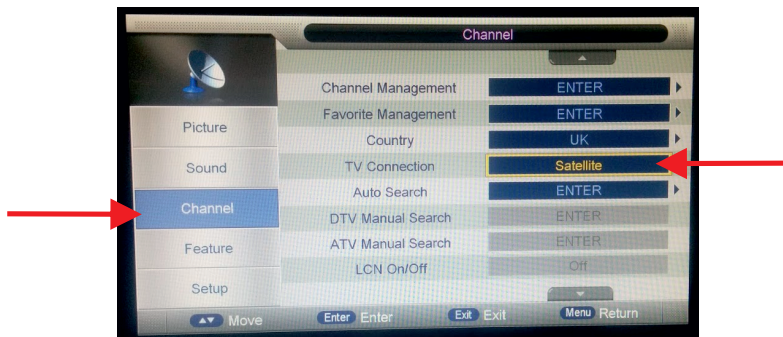 Channel
Channel Management ENTER
Favorite Management ENTER
Picture
Country UK
Sound
TV Connection Satellite
Auto Search ENTER
Channel
DTV Manual Search ENTER
Feature
ATV Manual Search ENTER
LCN On/Off Off
Setup
Move Enter Enter Exit Exit Menu Return